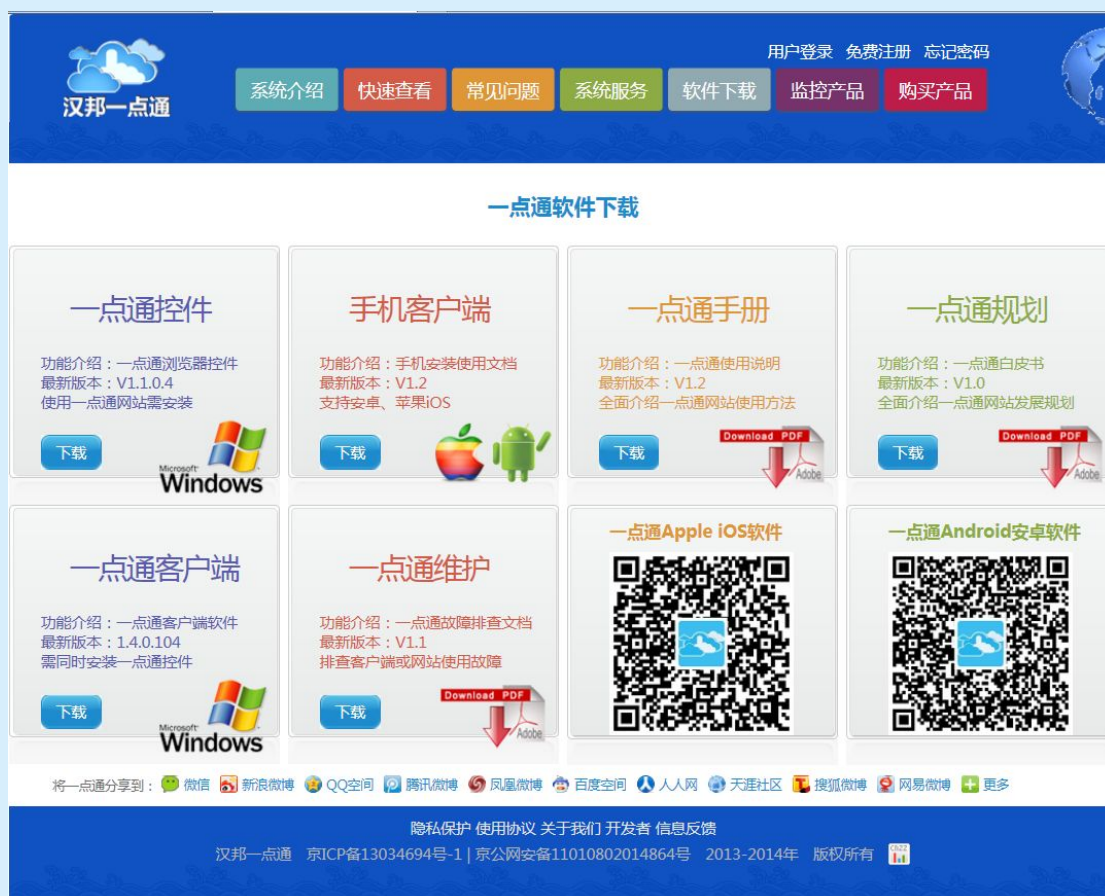 用户登录 免费注册 忘记密码
汉邦一点通
系统介绍 快速查看 常见问题 系统服务 软件下载 监控产品 购买产品
一点通软件下载
一点通控件
功能介绍：一点通浏览器控件
最新版本：V1.1.0.4
使用一点通网站需安装
下载
Microsoft
Windows
手机客户端
功能介绍：手机安装使用文档
最新版本：V1.2
支持安卓、苹果iOS
下载
一点通手册
功能介绍：一点通使用说明
最新版本：V1.2
全面介绍一点通网站使用方法
下载
Download PDF
Adobe
一点通规划
功能介绍：一点通白皮书
最新版本：V1.0
全面介绍一点通网站发展规划
下载
Download PDF
Adobe
一点通客户端
功能介绍：一点通客户端软件
最新版本：1.4.0.104
需同时安装一点通控件
下载
Microsoft
Windows
一点通维护
功能介绍：一点通故障排查文档
最新版本：V1.1
排查客户端或网站使用故障
下载
Download PDF
Adobe
一点通Apple iOS软件
一点通Android安卓软件
将一点通分享到： 微信 新浪微博 QQ空间 腾讯微博 凤凰微博 百度空间 人人网 天涯社区 搜狐微博 网易微博 更多
隐私保护 使用协议 关于我们 开发者 信息反馈
汉邦一点通 京ICP备13034694号-1 | 京公网安备11010802014864号 2013-2014年 版权所有 CNZZ